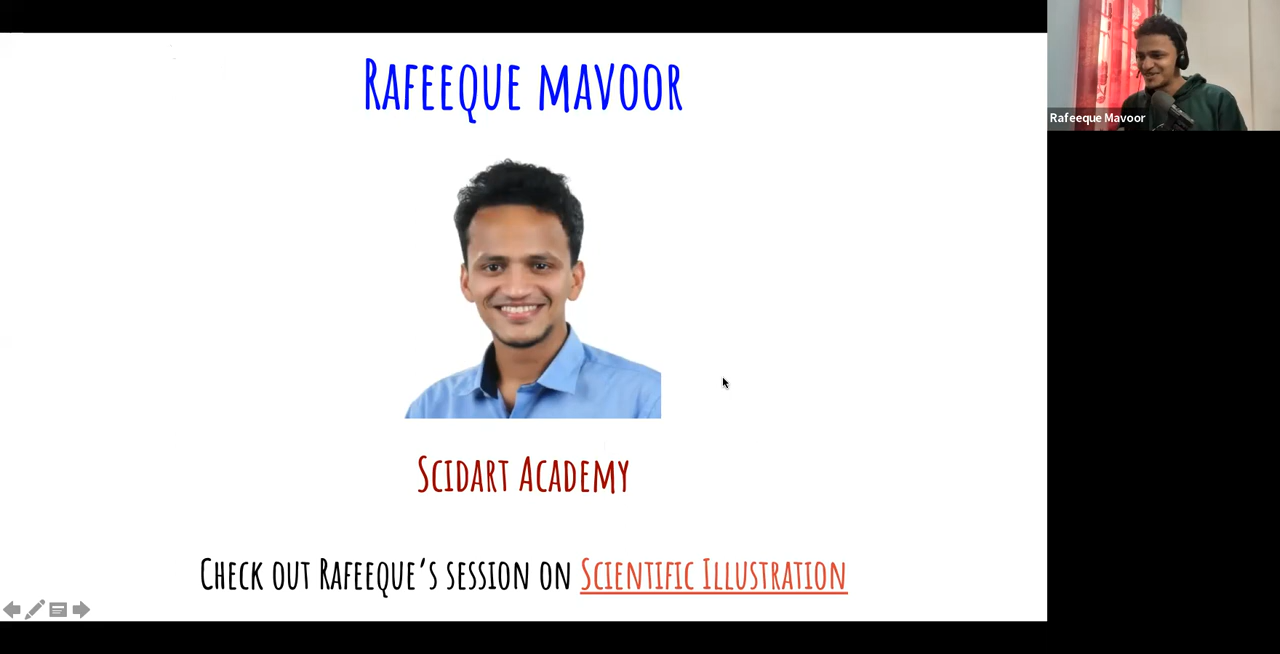 Rafeeque mavoor
Rafeeque Mavoor
Scidart Academy
Check out Rafeeque’s session on Scientific Illustration